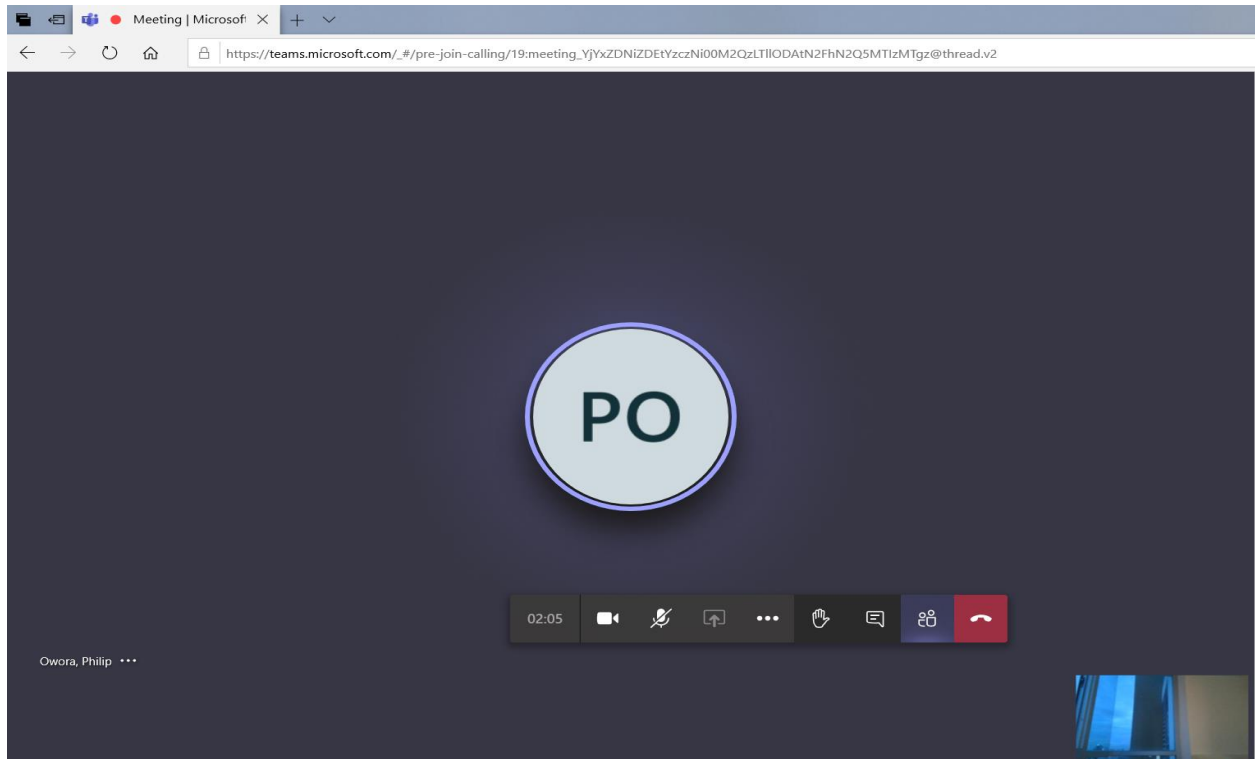 Meeting | Microsoft
https://teams.microsoft.com/_#/pre-join-calling/19:meeting_YjYxZDNiZDEtYzczNi00M2QzLTllODAtN2FhN2Q5MTIzMTgz@thread.v2
PO
02:05
Owora, Philip